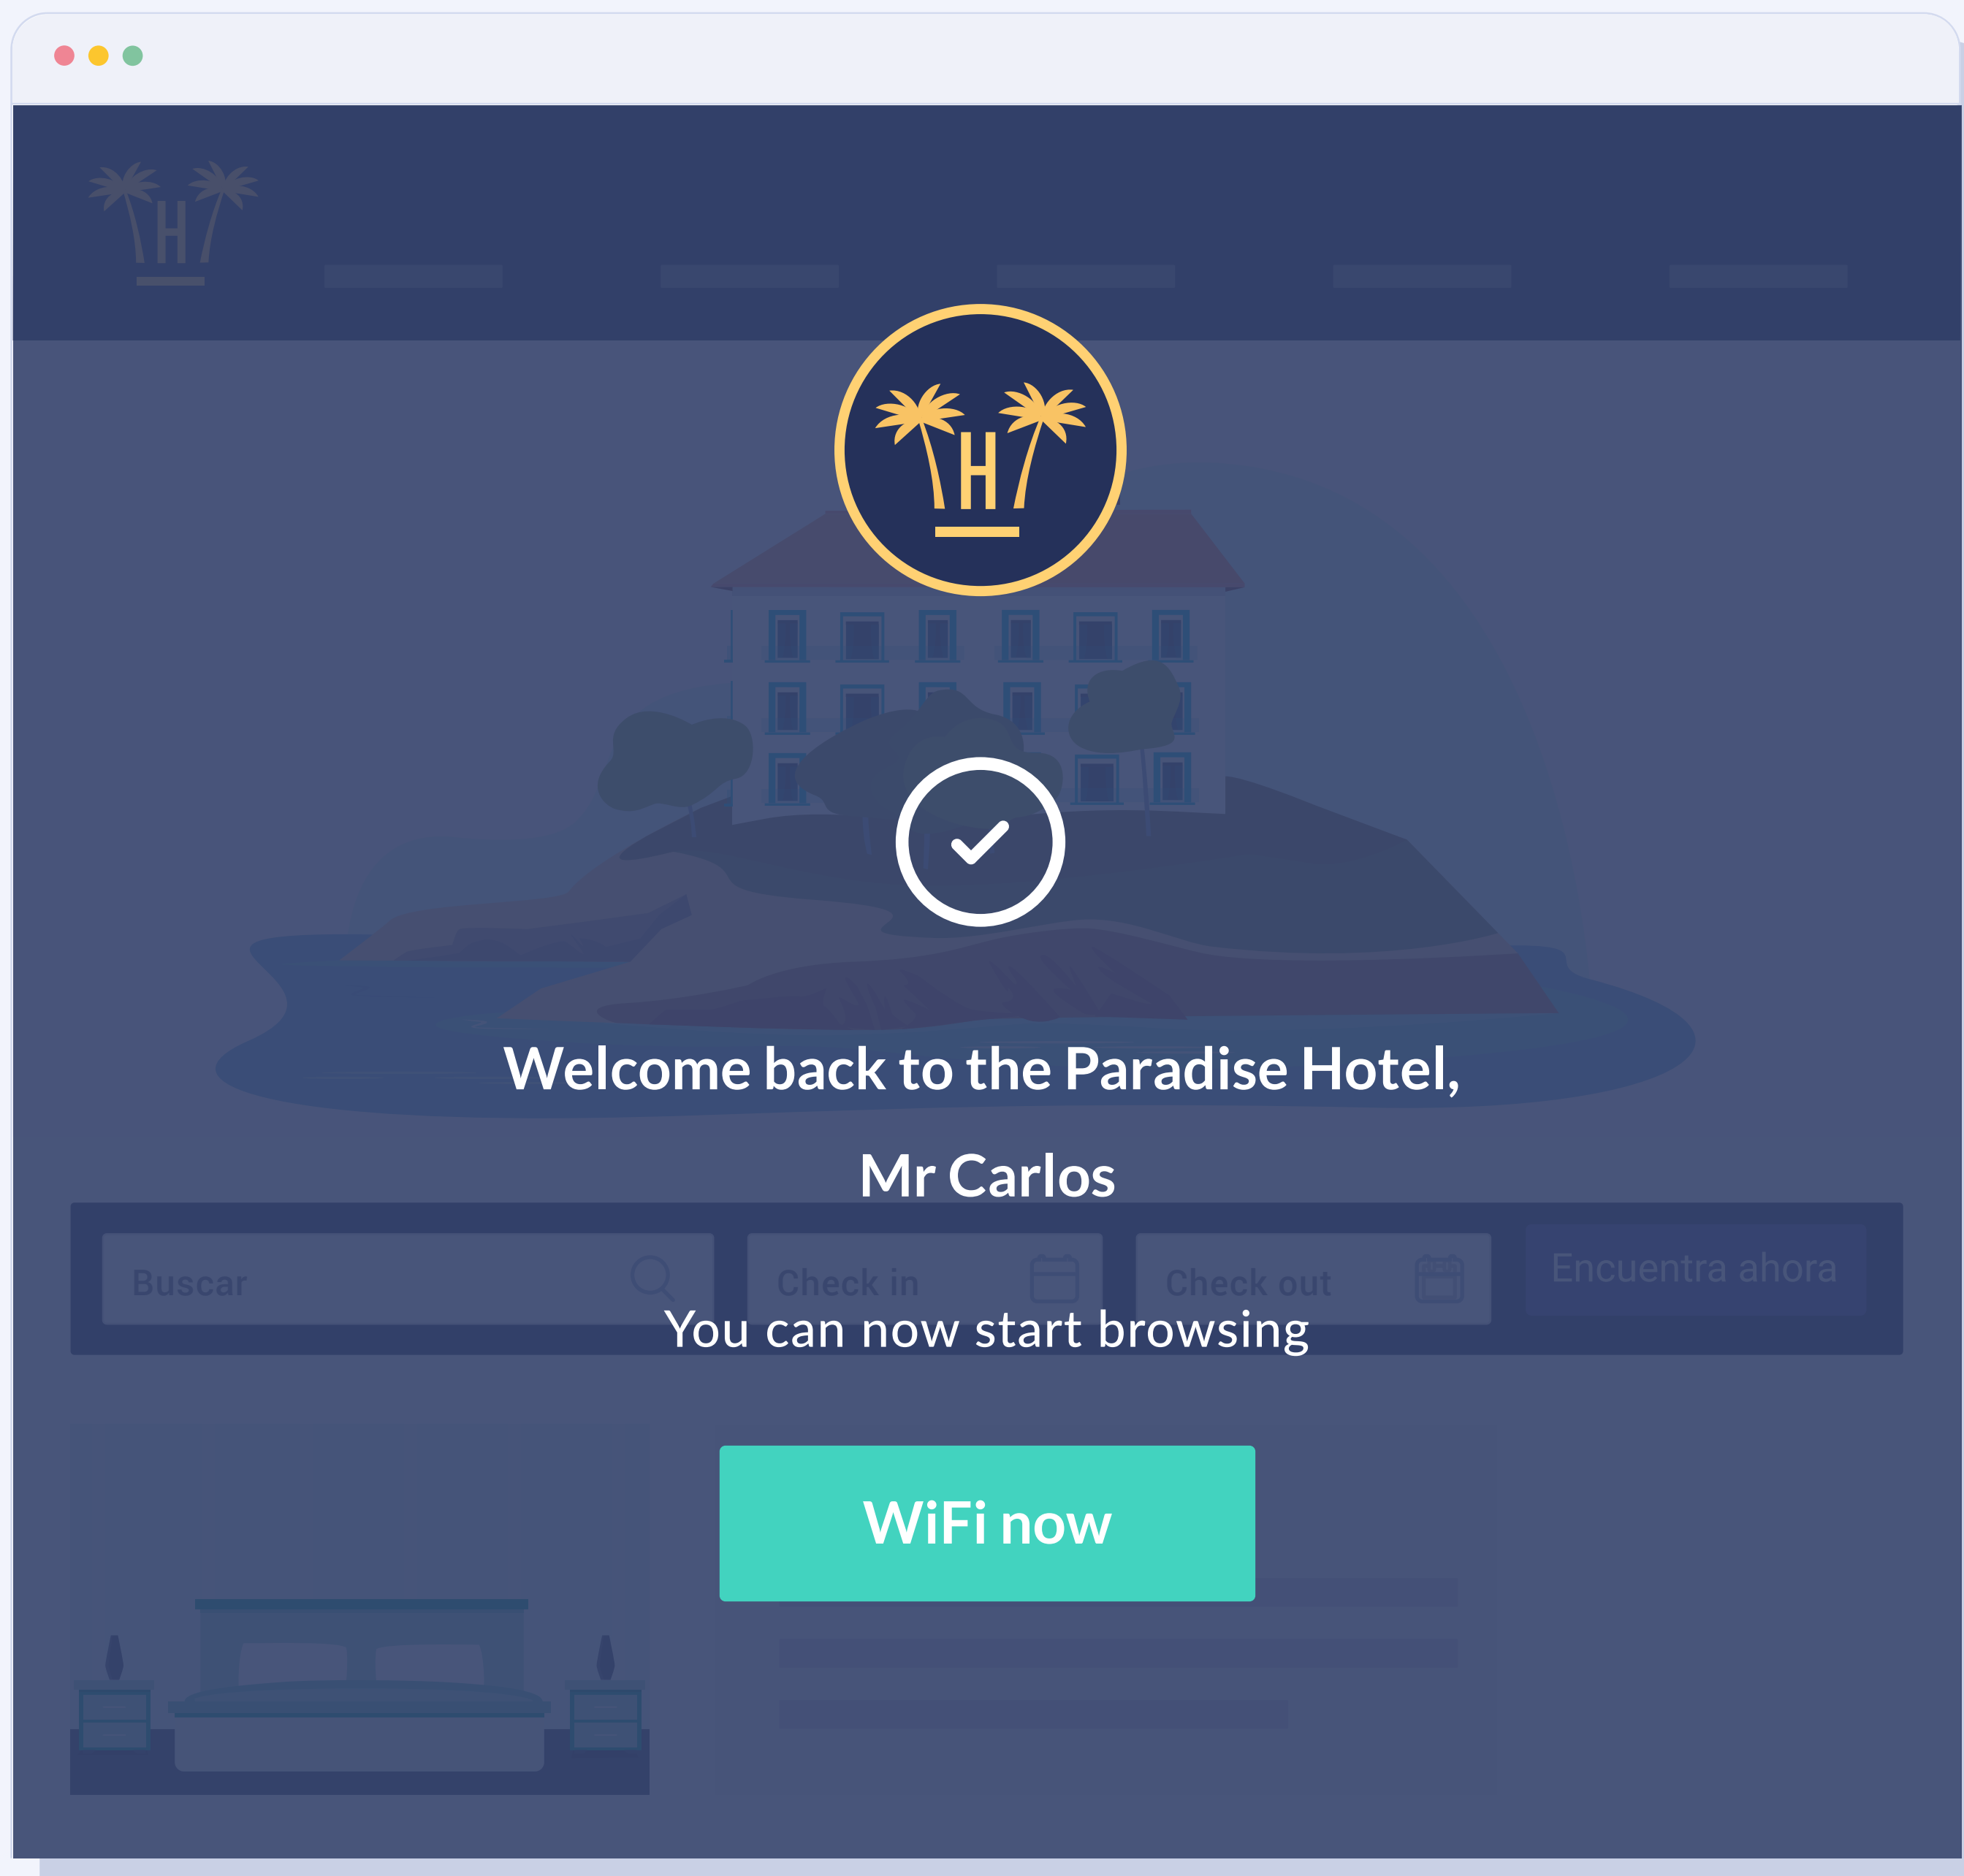 H
H
Welcome back to the Paradise Hotel,
Mr Carlos
Buscar
Check in
Check out
Encuentra ahora
You can now start browsing
WiFi now